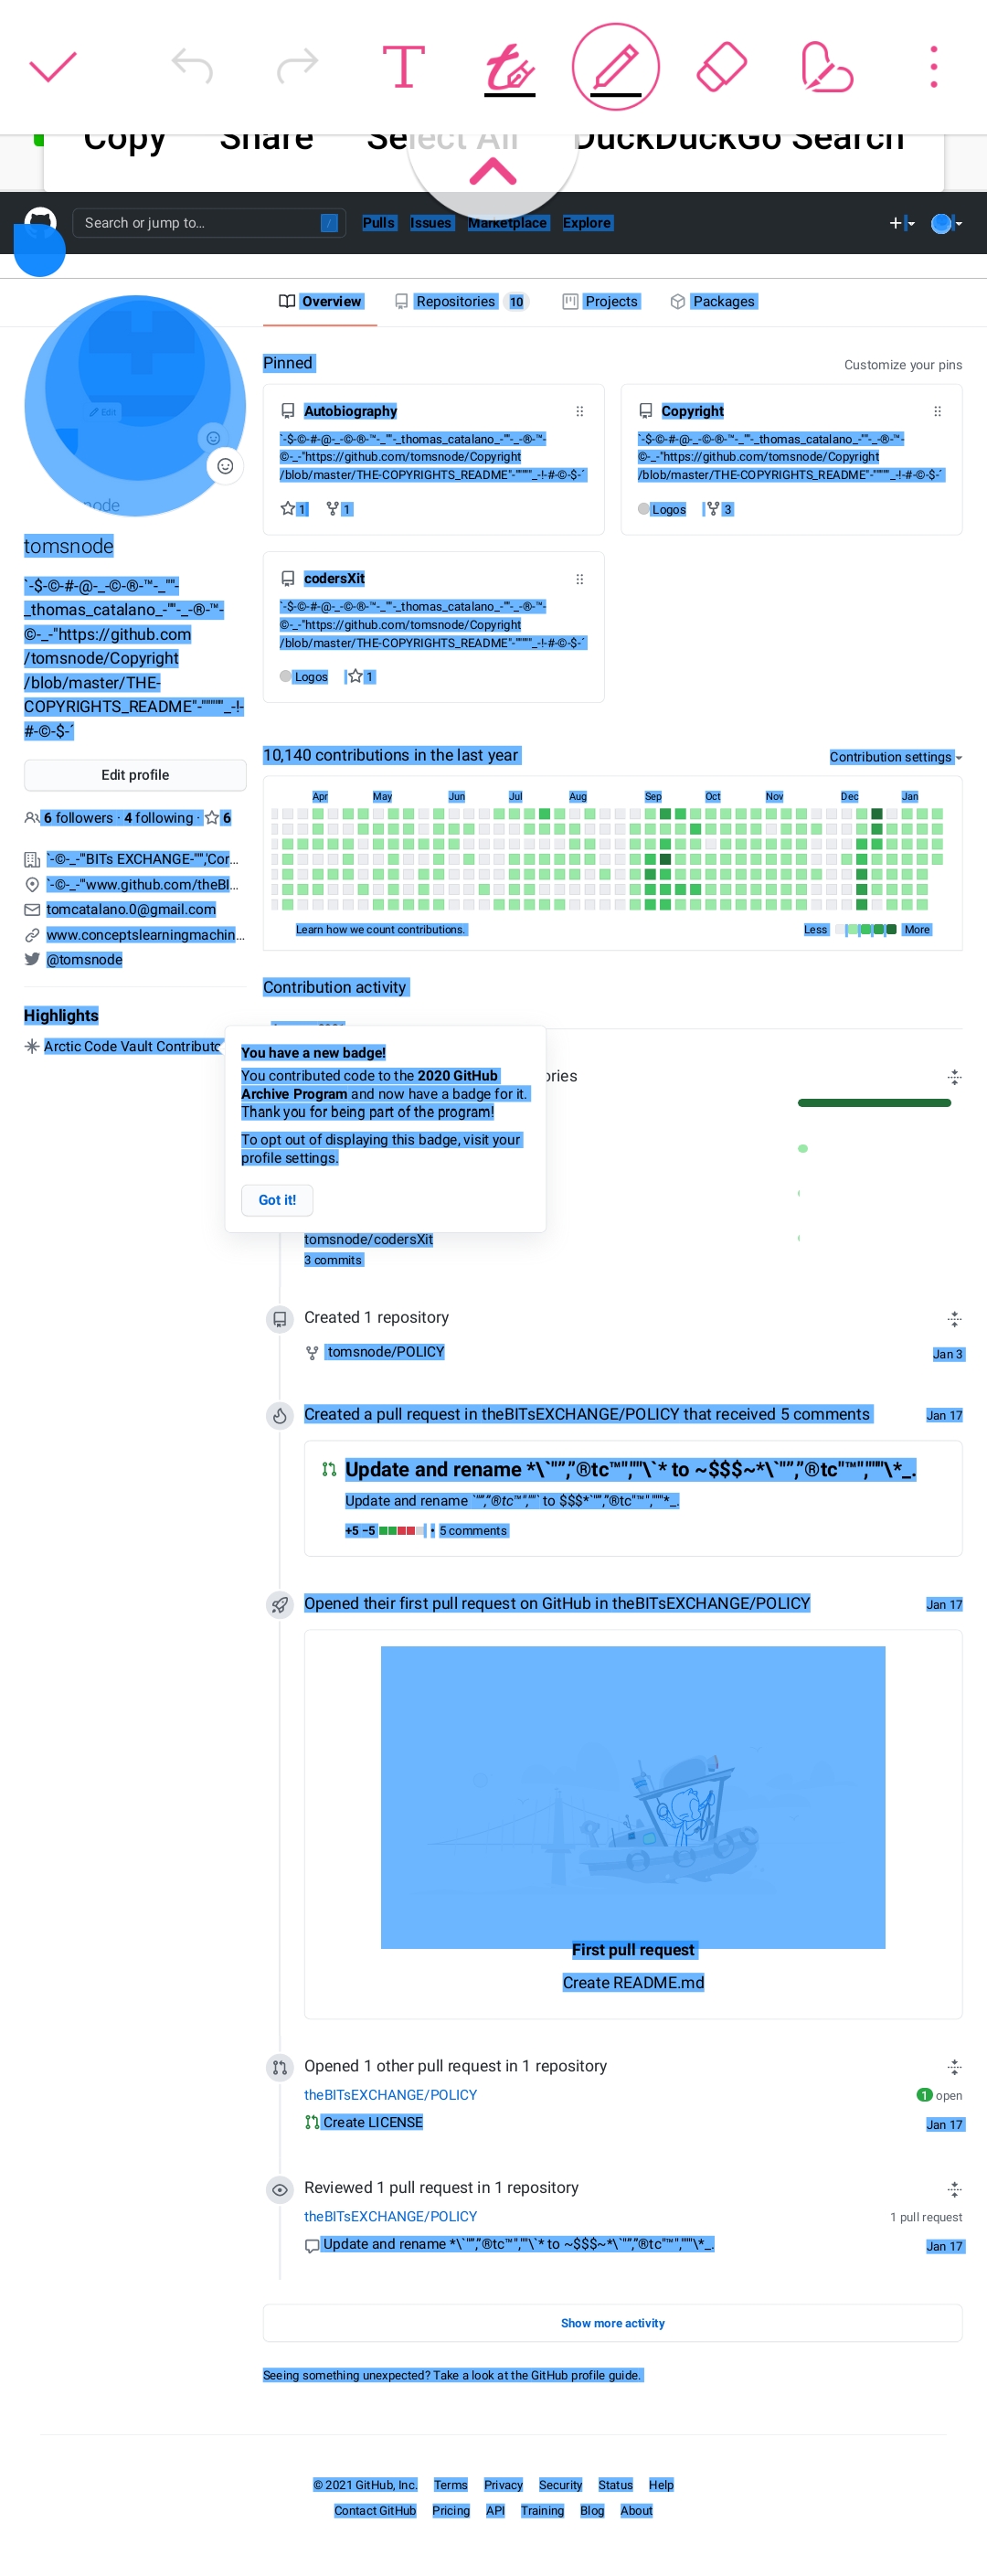 T
Copy Share Select All DuckDuckGo Search
Search or jump to… /
Pulls Issues Marketplace Explore
Overview Repositories 10 Projects Packages
Pinned
Customize your pins
Autobiography
`-$-©-#-@-_-©-®-™-_""-_thomas_catalano_-""-_-®-™-
©-_-"https://github.com/tomsnode/Copyright
/blob/master/THE-COPYRIGHTS_README"-"""""_-!-#-©-$-´
1 1
Copyright
`-$-©-#-@-_-©-®-™-_""-_thomas_catalano_-""-_-®-™-
©-_-"https://github.com/tomsnode/Copyright
/blob/master/THE-COPYRIGHTS_README"-"""""_-!-#-©-$-´
Logos 3
codersXit
`-$-©-#-@-_-©-®-™-_""-_thomas_catalano_-""-_-®-™-
©-_-"https://github.com/tomsnode/Copyright
/blob/master/THE-COPYRIGHTS_README"-"""""_-!-#-©-$-´
Logos 1
Edit
node
tomsnode
`-$-©-#-@-_-©-®-™-_""-
_thomas_catalano_-""-_-®-™-
©-_-"https://github.com
/tomsnode/Copyright
/blob/master/THE-
COPYRIGHTS_README"-"""""_-!-
#-©-$-´
Edit profile
6 followers · 4 following · 6
`-©-_-"'BITs EXCHANGE-"'",'Cor…
`-©-_-"'www.github.com/theBI…
tomcatalano.0@gmail.com
www.conceptslearningmachin…
@tomsnode
Highlights
Arctic Code Vault Contributo
10,140 contributions in the last year
Contribution settings
Apr May Jun Jul Aug Sep Oct Nov Dec Jan
Learn how we count contributions.
Less More
Contribution activity
You have a new badge!
You contributed code to the 2020 GitHub
Archive Program and now have a badge for it.
Thank you for being part of the program!
To opt out of displaying this badge, visit your
profile settings.
Got it!
ories
tomsnode/codersXit
3 commits
Created 1 repository
tomsnode/POLICY
Jan 3
Created a pull request in theBITsEXCHANGE/POLICY that received 5 comments
Jan 17
Update and rename *\`"”,”®tc™",""\`* to ~$$$~*\`"”,”®tc"™",""”\*_.
Update and rename `"”,”®tc™",""` to $$$*`"”,”®tc"™",""”*_.
+5 −5 • 5 comments
Opened their first pull request on GitHub in theBITsEXCHANGE/POLICY
Jan 17
First pull request
Create README.md
Opened 1 other pull request in 1 repository
theBITsEXCHANGE/POLICY
1 open
Create LICENSE
Jan 17
Reviewed 1 pull request in 1 repository
theBITsEXCHANGE/POLICY
1 pull request
Update and rename *\`"”,”®tc™",""\`* to ~$$$~*\`"”,”®tc"™",""”\*_.
Jan 17
Show more activity
Seeing something unexpected? Take a look at the GitHub profile guide.
© 2021 GitHub, Inc. Terms Privacy Security Status Help
Contact GitHub Pricing API Training Blog About